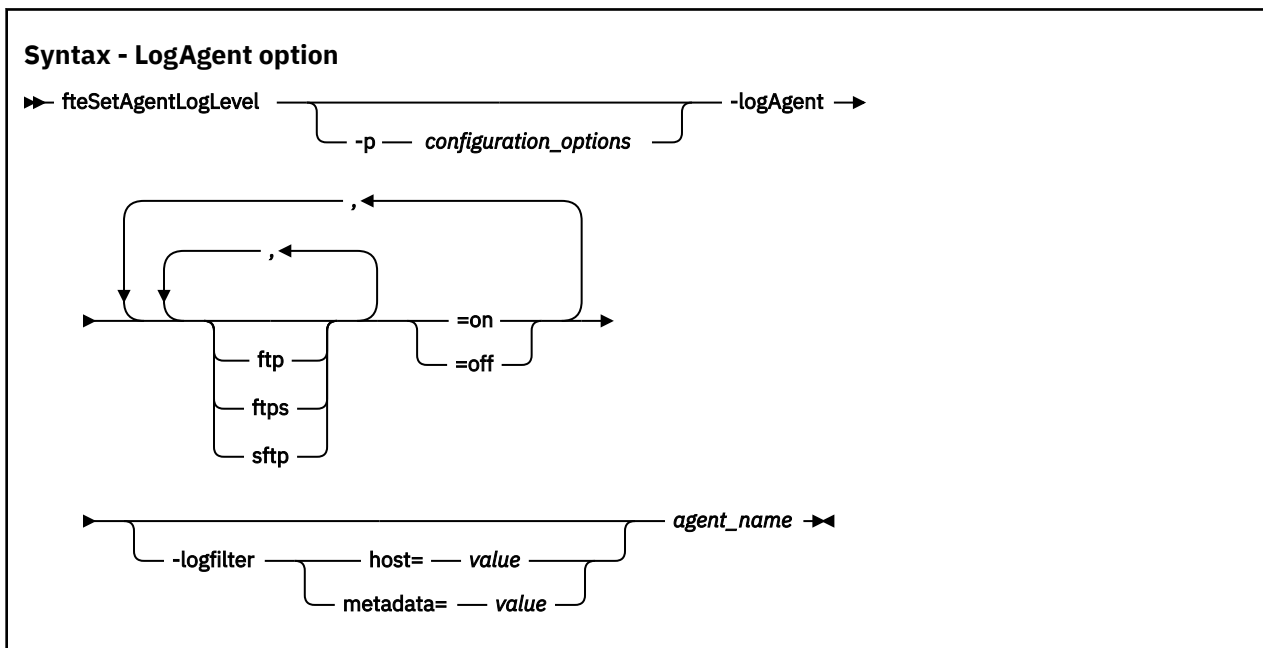 Syntax - LogAgent option
fteSetAgentLogLevel -logAgent
-p configuration_options
,
,
=on
ftp =off
ftps
sftp
agent_name
-logfilter host= value
metadata= value